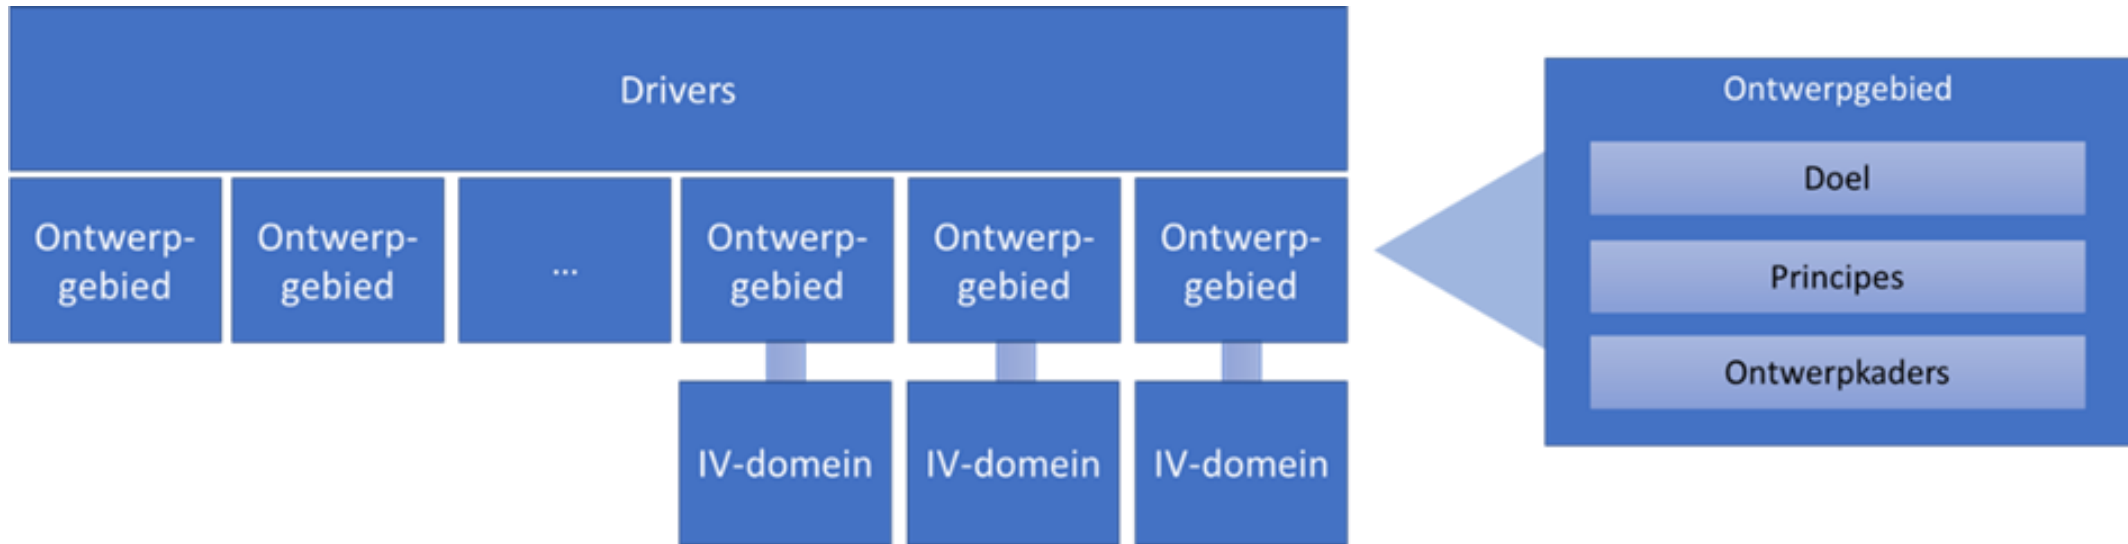 Drivers
Ontwerp-
gebied
Ontwerp-
gebied
...
Ontwerp-
gebied
Ontwerp-
gebied
Ontwerp-
gebied
IV-domein
IV-domein
IV-domein
Ontwerpgebied
Doel
Principes
Ontwerpkaders